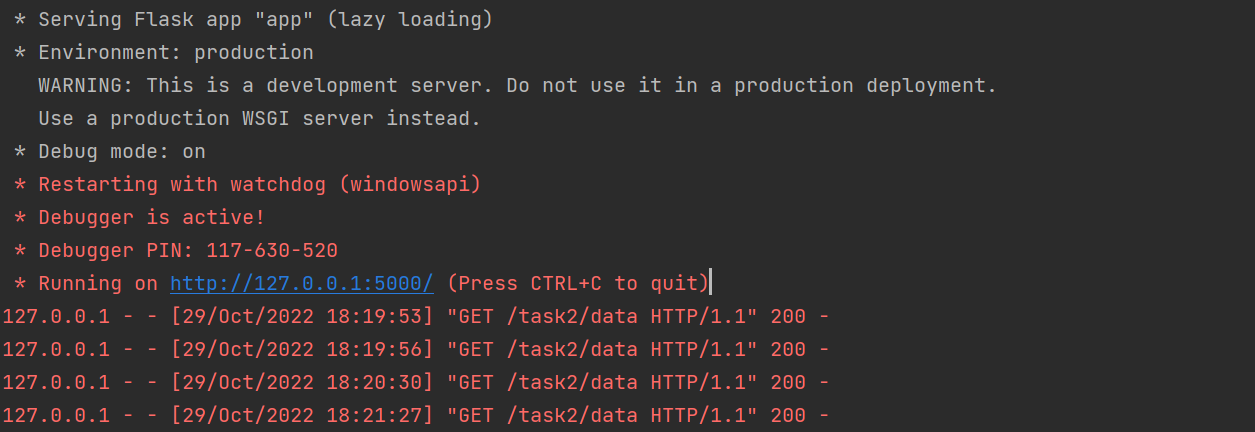 * Serving Flask app "app" (lazy loading)
* Environment: production
WARNING: This is a development server. Do not use it in a production deployment.
Use a production WSGI server instead.
* Debug mode: on
* Restarting with watchdog (windowsapi)
* Debugger is active!
* Debugger PIN: 117-630-520
* Running on http://127.0.0.1:5000/ (Press CTRL+C to quit)
127.0.0.1 - - [29/Oct/2022 18:19:53] "GET /task2/data HTTP/1.1" 200 -
127.0.0.1 - - [29/Oct/2022 18:19:56] "GET /task2/data HTTP/1.1" 200 -
127.0.0.1 - - [29/Oct/2022 18:20:30] "GET /task2/data HTTP/1.1" 200 -
127.0.0.1 - - [29/Oct/2022 18:21:27] "GET /task2/data HTTP/1.1" 200 -